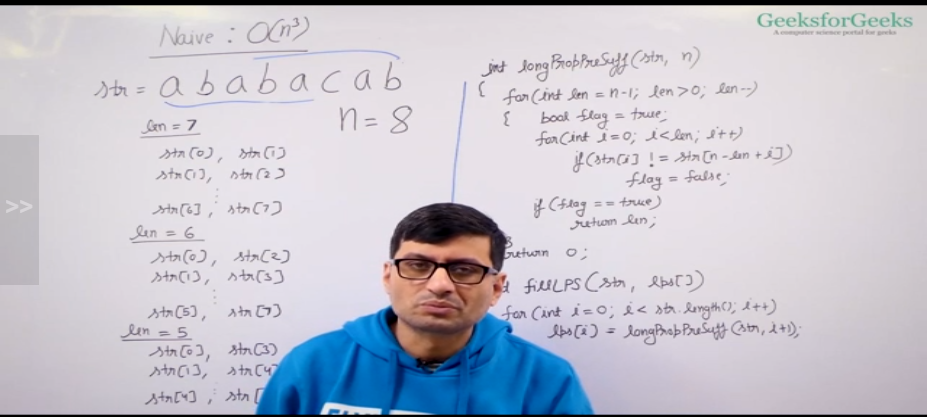 GeeksforGeeks
A computer science portal for geeks
Naive : O(n³)
str = a b a b a c a b
n = 8
len = 7
str[0], str[1]
str[1], str[2]
⋮
str[6], str[7]
len = 6
str[0], str[2]
str[1], str[3]
⋮
str[5], str[7]
len = 5
str[0], str[3]
str[1], str[4
⋮
str[4], str[
int longPropPreSuff(str, n)
{ for(int len = n-1; len>0; len--)
{ bool flag = true;
for(int i=0; i<len; i++)
if(str[i] != str[n-len+i])
flag = false;
if(flag == true)
return len;
return 0;
fillLPS(str, lps[])
for(int i=0; i< str.length(); i++)
lps[i] = longPropPreSuff(str, i+1);
>>